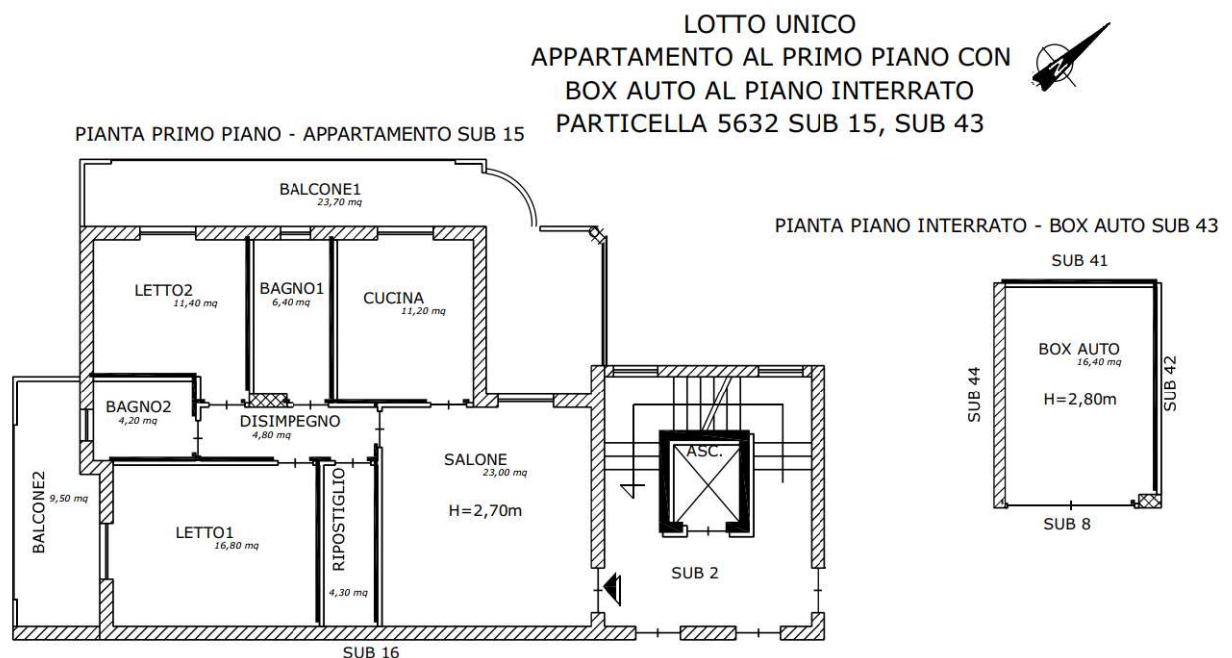 LOTTO UNICO
APPARTAMENTO AL PRIMO PIANO CON
BOX AUTO AL PIANO INTERRATO
PARTICELLA 5632 SUB 15, SUB 43
PIANTA PRIMO PIANO - APPARTAMENTO SUB 15
BALCONE1
23,70 mq
LETTO2
11,40 mq
BAGNO1
6,40 mq
CUCINA
11,20 mq
BAGNO2
4,20 mq
DISIMPEGNO
4,80 mq
BALCONE2
9,50 mq
LETTO1
16,80 mq
RIPOSTIGLIO
4,30 mq
SALONE
23,00 mq
H=2,70m
ASC.
SUB 2
SUB 16
PIANTA PIANO INTERRATO - BOX AUTO SUB 43
SUB 41
SUB 44
BOX AUTO
16,40 mq
H=2,80m
SUB 42
SUB 8